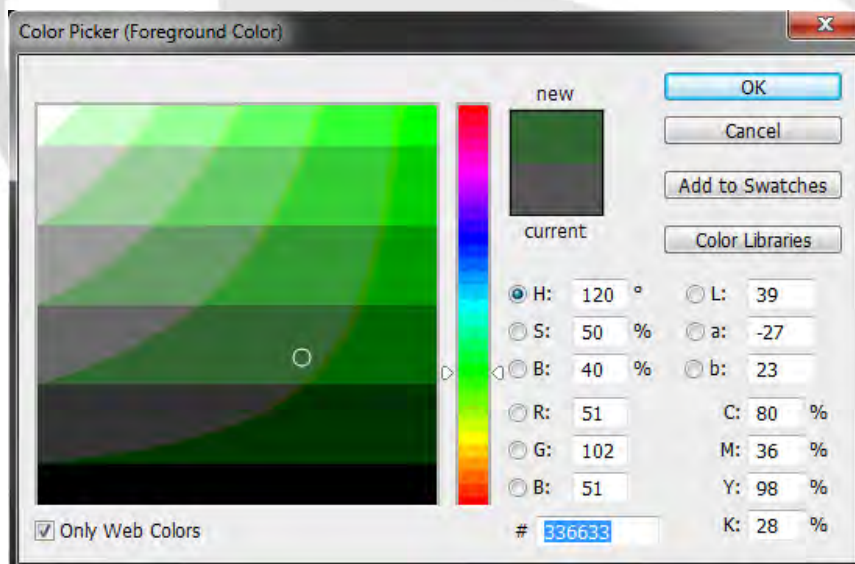 Color Picker (Foreground Color)
new
current
OK
Cancel
Add to Swatches
Color Libraries
H: 120 °
S: 50 %
B: 40 %
R: 51
G: 102
B: 51
# 336633
L: 39
a: -27
b: 23
C: 80 %
M: 36 %
Y: 98 %
K: 28 %
Only Web Colors